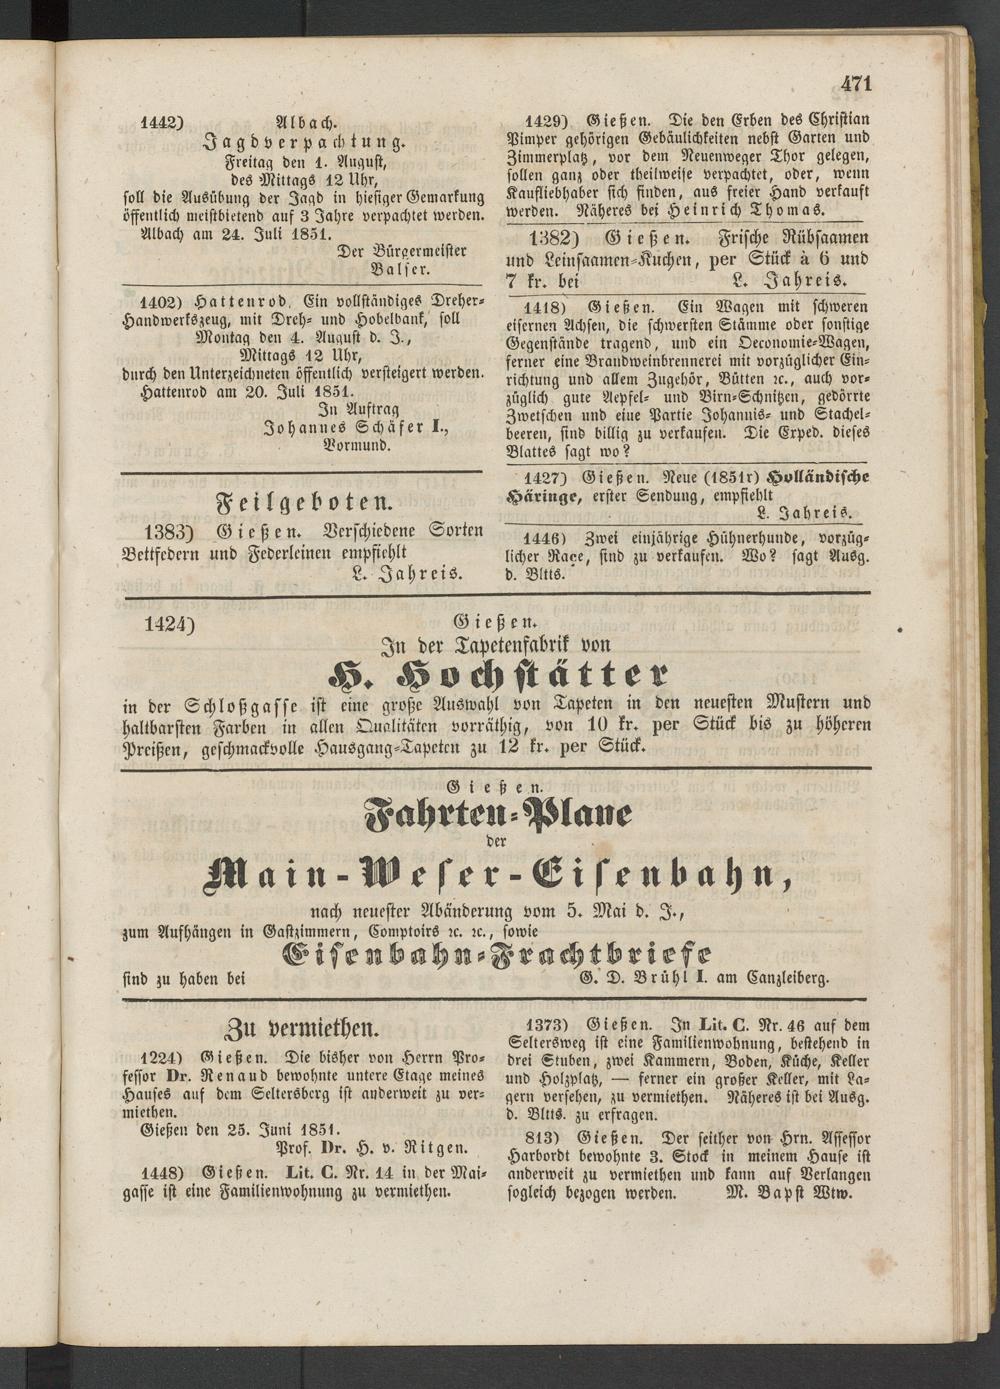 471
1442) Albach.
Jagdverpachtung.
Freitag den 1. August,
des Mittags 12 Uhr,
soll die Ausübung der Jagd in hiesiger Gemarkung
öffentlich meistbietend auf 3 Jahre verpachtet werden.
Albach am 24. Juli 1851.
Der Bürgermeister
Balser.
1402) Hattenrod. Ein vollständiges Dreher-
Handwerkszeug, mit Dreh- und Hobelbank, soll
Montag den 4. August d. J.,
Mittags 12 Uhr,
durch den Unterzeichneten öffentlich versteigert werden.
Hattenrod am 20. Juli 1851.
In Auftrag
Johannes Schäfer I.,
Vormund.
Feilgeboten.
1383) Gießen. Verschiedene Sorten
Bettfedern und Federleinen empfiehlt
L. Jahreis.
1429) Gießen. Die den Erben des Christian
Pimper gehörigen Gebäulichkeiten nebst Garten und
Zimmerplatz, vor dem Neuenweger Thor gelegen,
sollen ganz oder theilweise verpachtet, oder, wenn
Kaufliebhaber sich finden, aus freier Hand verkauft
werden. Näheres bei Heinrich Thomas.
1382) Gießen. Frische Rübsaamen
und Leinsaamen-Kuchen, per Stück à 6 und
7 kr. bei L. Jahreis.
1418) Gießen. Ein Wagen mit schweren
eisernen Achsen, die schwersten Stämme oder sonstige
Gegenstände tragend, und ein Oeconomie-Wagen,
ferner eine Brandweinbrennerei mit vorzüglicher Ein-
richtung und allem Zugehör, Bütten ꝛc., auch vor-
züglich gute Aepfel- und Birn-Schnitzen, gedörrte
Zwetschen und eine Partie Johannis- und Stachel-
beeren, sind billig zu verkaufen. Die Exped. dieses
Blattes sagt wo?
1427) Gießen. Neue (1851r) Holländische
Häringe, erster Sendung, empfiehlt
L. Jahreis.
1446) Zwei einjährige Hühnerhunde, vorzüg-
licher Race, sind zu verkaufen. Wo? sagt Ausg.
d. Bltts.
1424) Gießen.
In der Tapetenfabrik von
H. Hochstätter
in der Schloßgasse ist eine große Auswahl von Tapeten in den neuesten Mustern und
haltbarsten Farben in allen Qualitäten vorräthig, von 10 kr. per Stück bis zu höheren
Preißen, geschmackvolle Hausgang-Tapeten zu 12 kr. per Stück.
Gießen.
Fahrten-Plane
der
Main-Weser-Eisenbahn,
nach neuester Abänderung vom 5. Mai d. J.,
zum Aufhängen in Gastzimmern, Comptoirs ꝛc. ꝛc., sowie
Eisenbahn-Frachtbriefe
sind zu haben bei G. D. Brühl I. am Canzleiberg.
Zu vermiethen.
1224) Gießen. Die bisher von Herrn Pro-
fessor Dr. Renaud bewohnte untere Etage meines
Hauses auf dem Seltersberg ist anderweit zu ver-
miethen.
Gießen den 25. Juni 1851.
Prof. Dr. H. v. Ritgen.
1448) Gießen. Lit. C. Nr. 14 in der Mai-
gasse ist eine Familienwohnung zu vermiethen.
1373) Gießen. In Lit. C. Nr. 46 auf dem
Seltersweg ist eine Familienwohnung, bestehend in
drei Stuben, zwei Kammern, Boden, Küche, Keller
und Holzplatz, — ferner ein großer Keller, mit La-
gern versehen, zu vermiethen. Näheres ist bei Ausg.
d. Bltts. zu erfragen.
813) Gießen. Der seither von Hrn. Assessor
Harbordt bewohnte 3. Stock in meinem Hause ist
anderweit zu vermiethen und kann auf Verlangen
sogleich bezogen werden. M. Bapst Wtw.